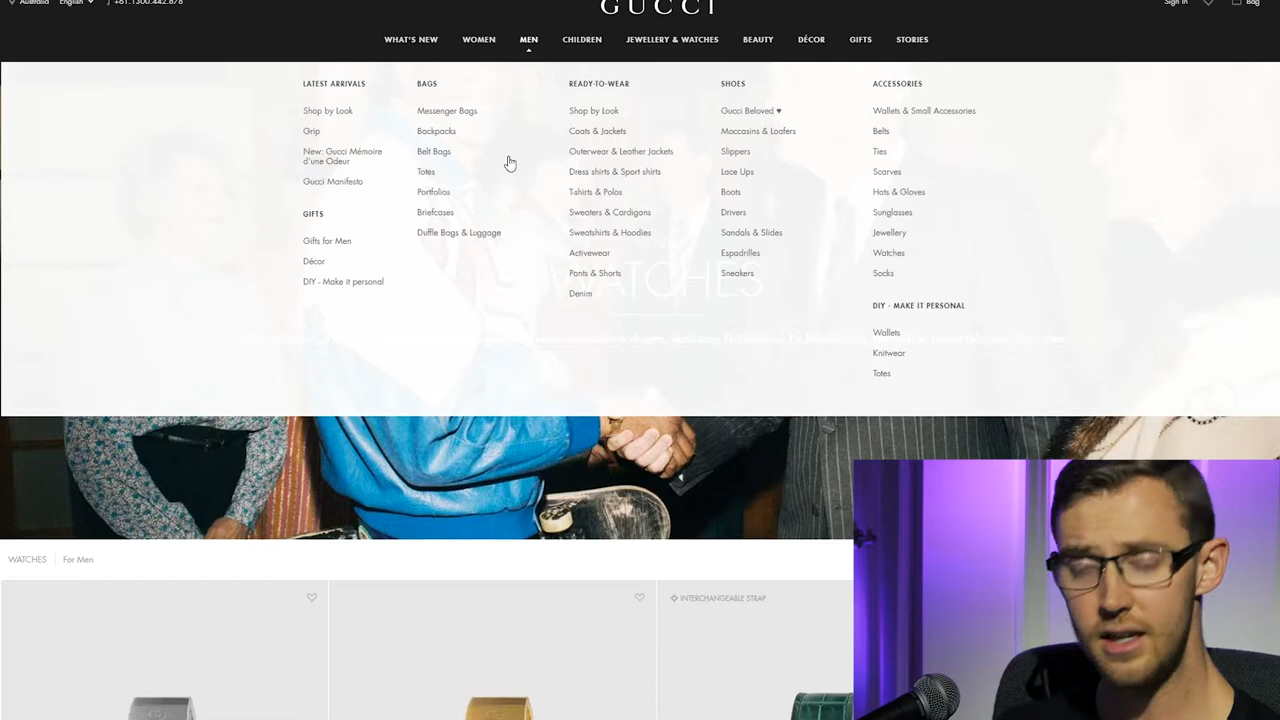 Australia English +61.1300.442.878
GUCCI
Sign In Bag
WHAT'S NEW WOMEN MEN CHILDREN JEWELLERY & WATCHES BEAUTY DÉCOR GIFTS STORIES
LATEST ARRIVALS
Shop by Look
Grip
New: Gucci Mémoire
d'une Odeur
Gucci Manifesto
GIFTS
Gifts for Men
Décor
DIY - Make it personal
BAGS
Messenger Bags
Backpacks
Belt Bags
Totes
Portfolios
Briefcases
Duffle Bags & Luggage
READY-TO-WEAR
Shop by Look
Coats & Jackets
Outerwear & Leather Jackets
Dress shirts & Sport shirts
T-shirts & Polos
Sweaters & Cardigans
Sweatshirts & Hoodies
Activewear
Pants & Shorts
Denim
SHOES
Gucci Beloved ♥
Moccasins & Loafers
Slippers
Lace Ups
Boots
Drivers
Sandals & Slides
Espadrilles
Sneakers
ACCESSORIES
Wallets & Small Accessories
Belts
Ties
Scarves
Hats & Gloves
Sunglasses
Jewellery
Watches
Socks
DIY - MAKE IT PERSONAL
Wallets
Knitwear
Totes
WATCHES
WATCHES For Men
INTERCHANGEABLE STRAP